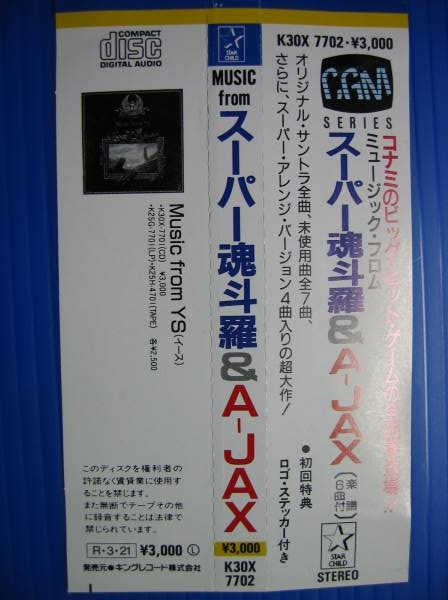 K30X 7702・¥3,000
C.G.M
SERIES
コナミのビッグ・ヒット・ゲームの全曲再登場!!
ミュージック・フロム
スーパー魂斗羅& A-JAX
(楽譜6曲付)
オリジナル・サントラ全曲、未使用曲全7曲、
さらに、スーパー・アレンジ・バージョン4曲入りの超大作!
●初回特典
ロゴ・ステッカー付き
STAR CHILD
STEREO
STAR CHILD
MUSIC
from
スーパー魂斗羅& A-JAX
¥3,000
K30X
7702
COMPACT
disc
DIGITAL AUDIO
Music from YS(イース)
・K30X-7701(CD) ¥3,000
・K25G-7701(LP)・K25H-4701(TAPE) 各¥2,500
このディスクを権利者の
許諾なく賃貸業に使用す
ることを禁じます。
また無断でテープその他
に録音することは法律で
禁じられています。
R・3・21 ¥3,000 Ⓛ
発売元●キングレコード株式会社